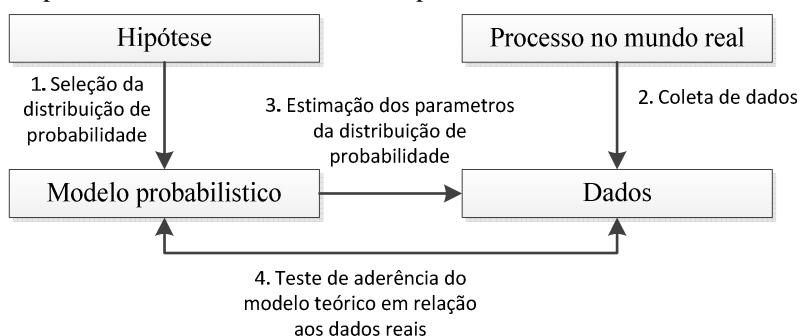 Hipótese
Processo no mundo real
1. Seleção da
distribuição de
probabilidade
3. Estimação dos parametros
da distribuição de
probabilidade
2. Coleta de dados
Modelo probabilistico
Dados
4. Teste de aderência do
modelo teórico em relação
aos dados reais